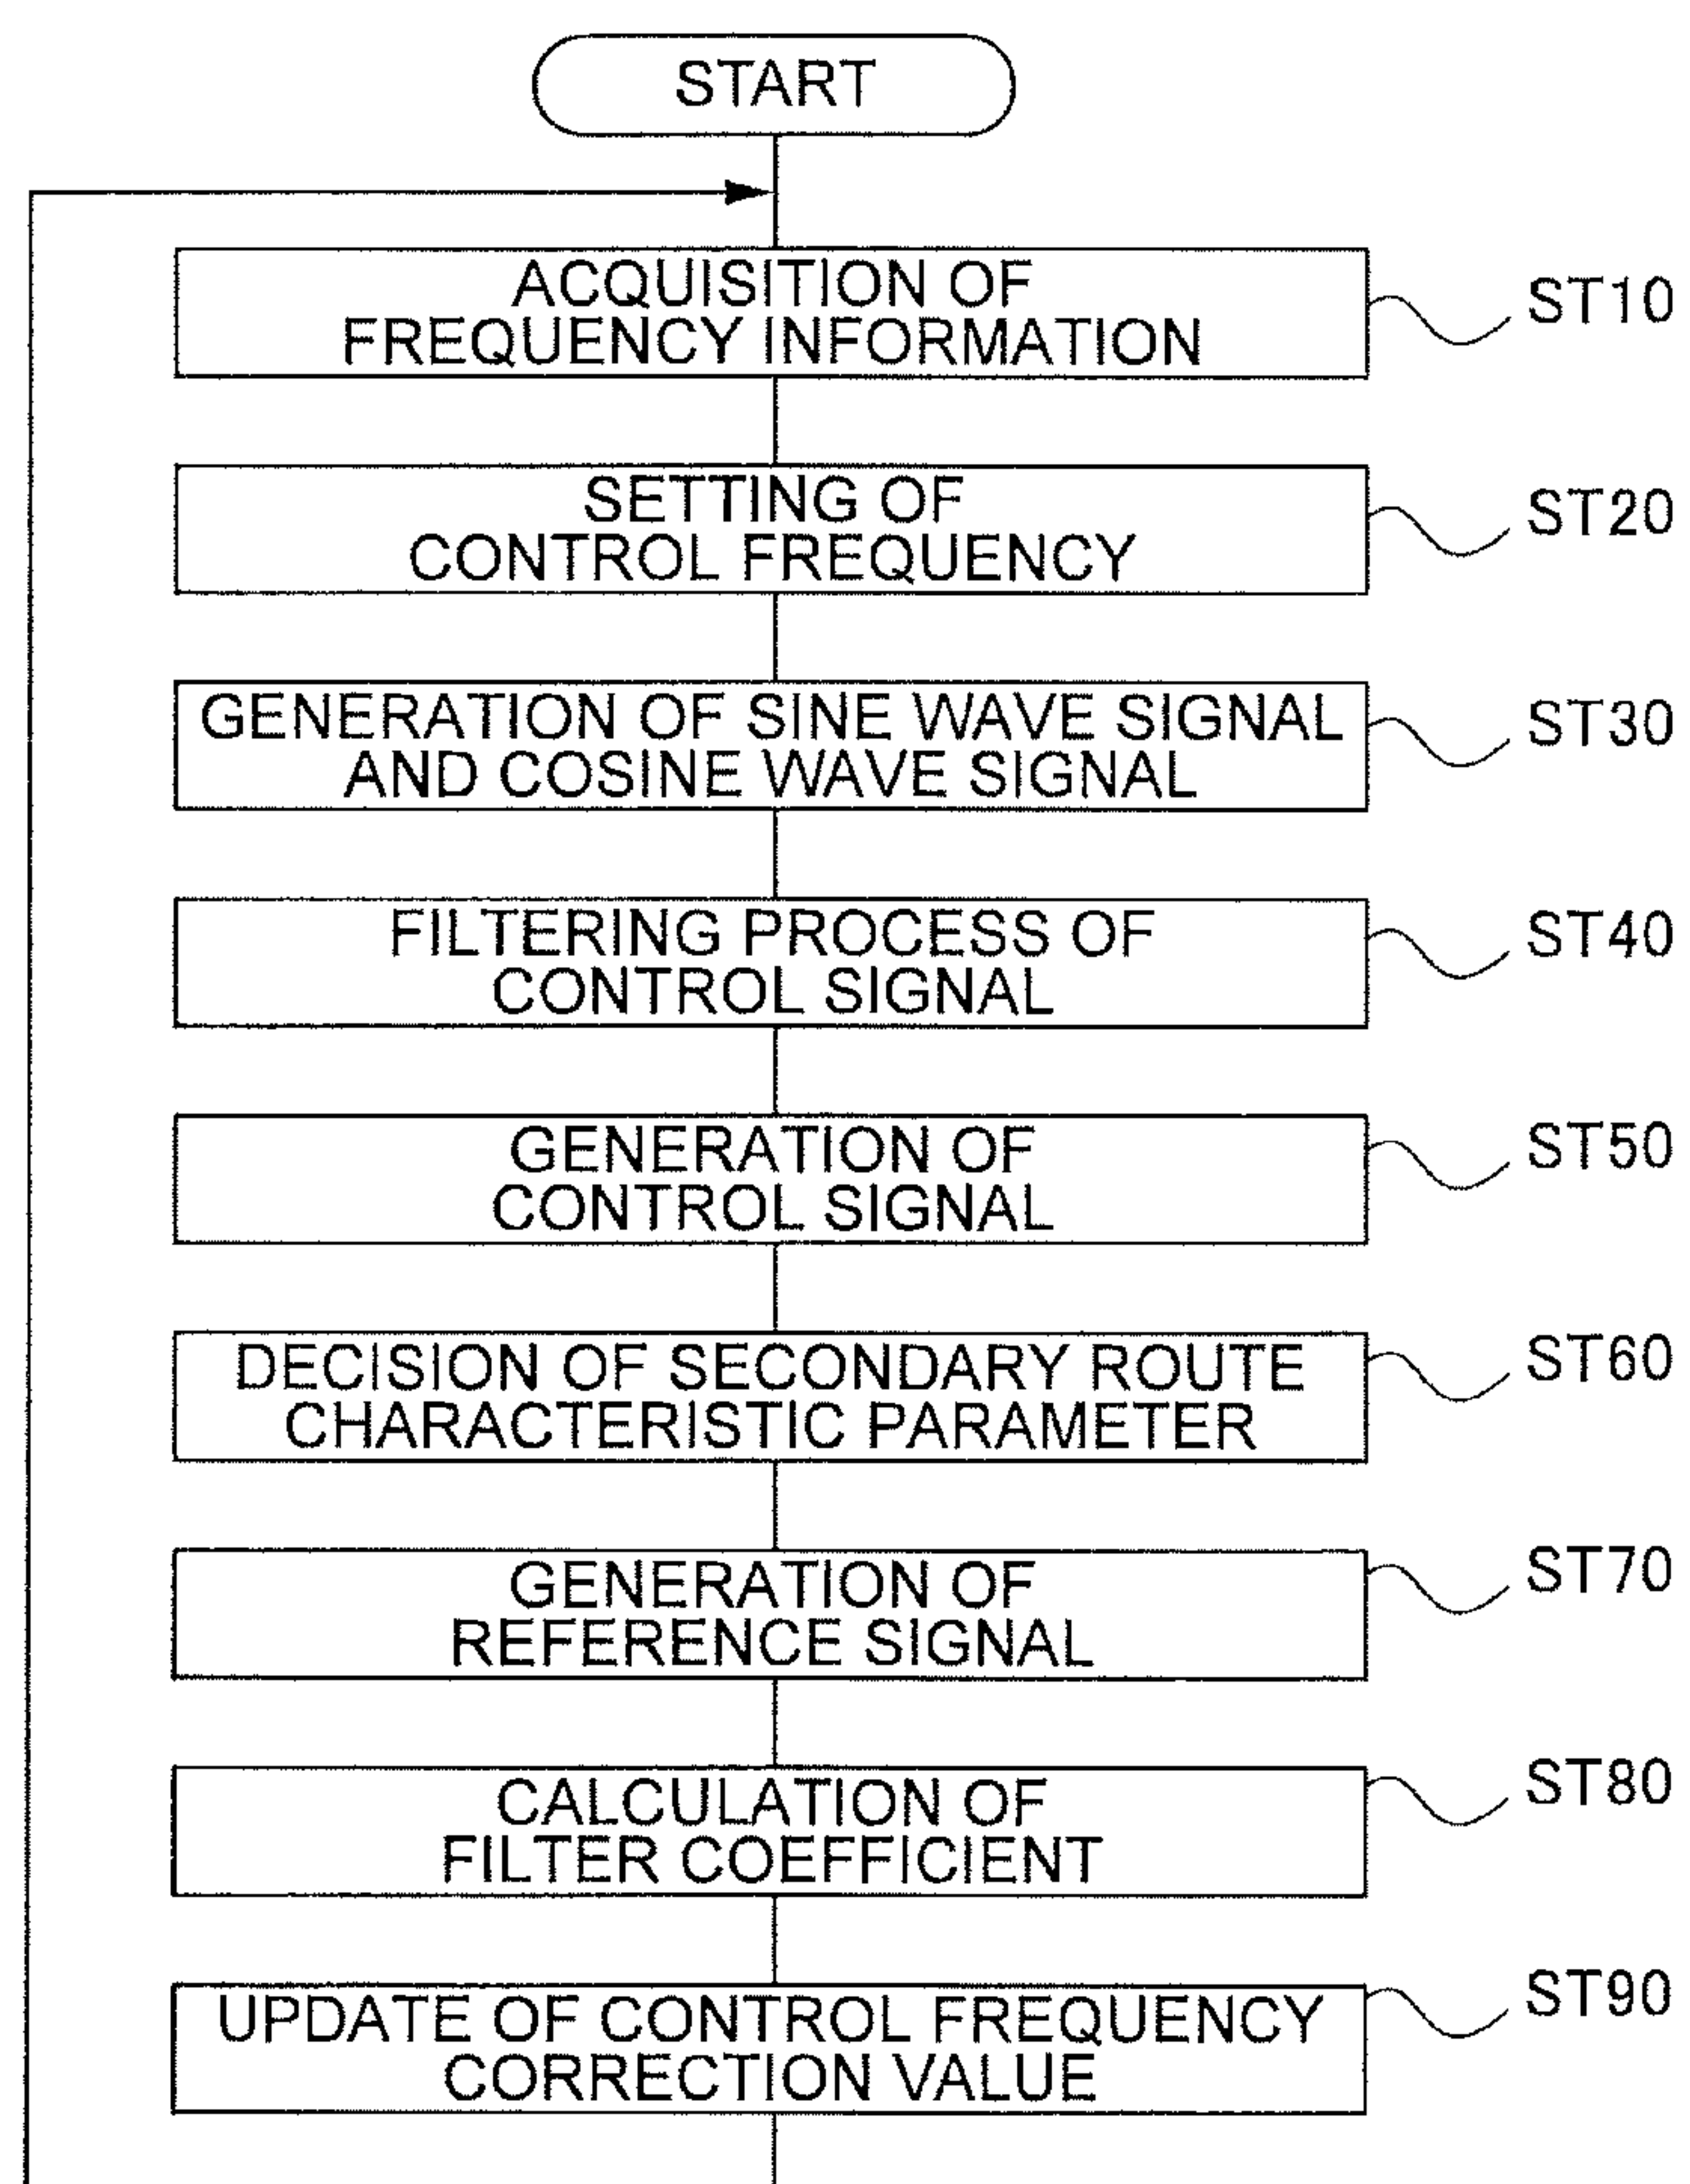 START
ACQUISITION OF
FREQUENCY INFORMATION
ST10
SETTING OF
CONTROL FREQUENCY
ST20
GENERATION OF SINE WAVE SIGNAL
AND COSINE WAVE SIGNAL
ST30
FILTERING PROCESS OF
CONTROL SIGNAL
ST40
GENERATION OF
CONTROL SIGNAL
ST50
DECISION OF SECONDARY ROUTE
CHARACTERISTIC PARAMETER
ST60
GENERATION OF
REFERENCE SIGNAL
ST70
CALCULATION OF
FILTER COEFFICIENT
ST80
UPDATE OF CONTROL FREQUENCY
CORRECTION VALUE
ST90